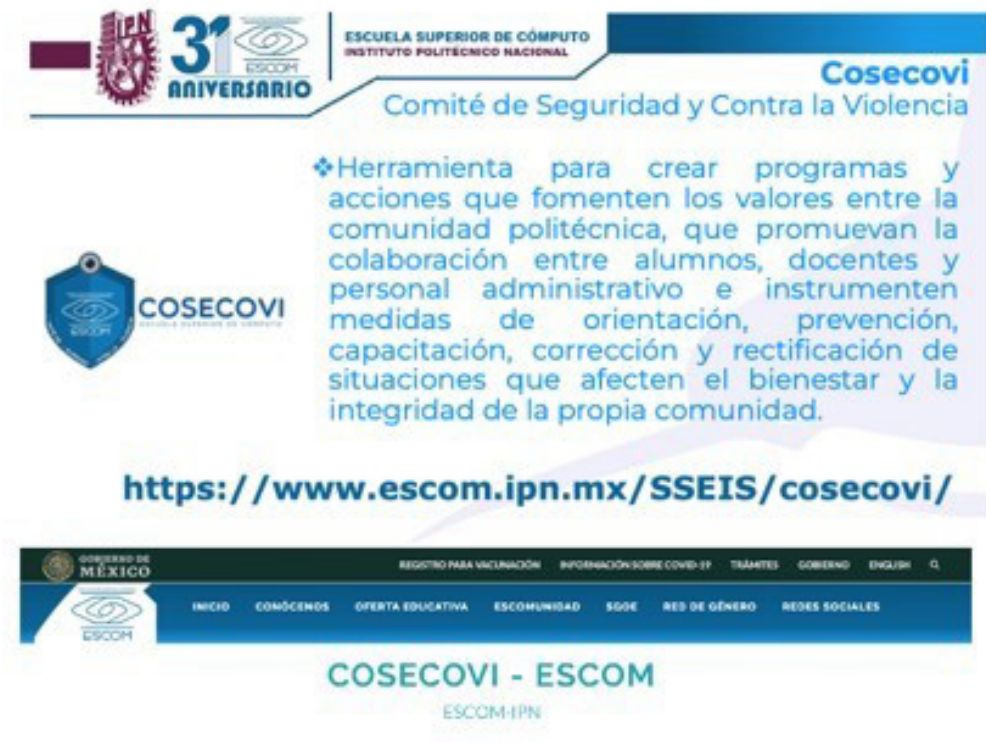 IPN
31
ESCOM
ANIVERSARIO
ESCUELA SUPERIOR DE CÓMPUTO
INSTITUTO POLITÉCNICO NACIONAL
Cosecovi
Comité de Seguridad y Contra la Violencia
❖Herramienta para crear programas y
acciones que fomenten los valores entre la
comunidad politécnica, que promuevan la
colaboración entre alumnos, docentes y
personal administrativo e instrumenten
medidas de orientación, prevención,
capacitación, corrección y rectificación de
situaciones que afecten el bienestar y la
integridad de la propia comunidad.
ESCOM
COSECOVI
ESCUELA SUPERIOR DE CÓMPUTO
https://www.escom.ipn.mx/SSEIS/cosecovi/
GOBIERNO DE
MÉXICO
REGISTRO PARA VACUNACIÓN INFORMACIÓN SOBRE COVID-19 TRÁMITES GOBIERNO ENGLISH
ESCOM
INICIO CONÓCENOS OFERTA EDUCATIVA ESCOMUNIDAD SGOE RED DE GÉNERO REDES SOCIALES
COSECOVI - ESCOM
ESCOM-IPN